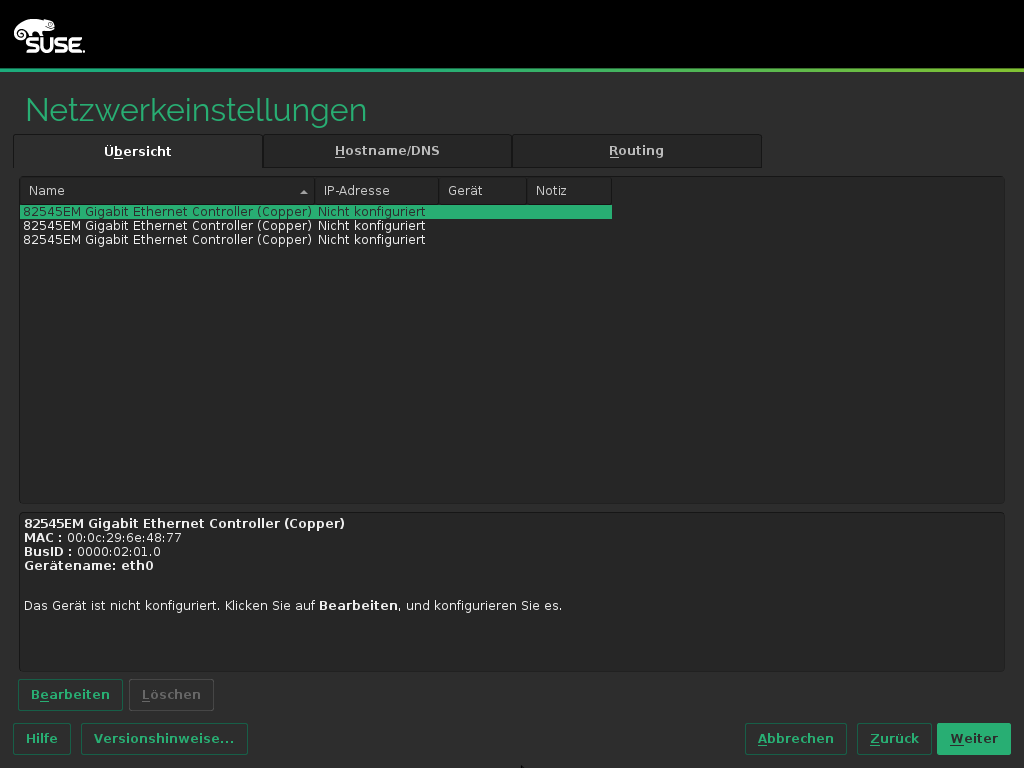 SUSE.
Netzwerkeinstellungen
Übersicht Hostname/DNS Routing
Name IP-Adresse Gerät Notiz
82545EM Gigabit Ethernet Controller (Copper) Nicht konfiguriert
82545EM Gigabit Ethernet Controller (Copper) Nicht konfiguriert
82545EM Gigabit Ethernet Controller (Copper) Nicht konfiguriert
82545EM Gigabit Ethernet Controller (Copper)
MAC : 00:0c:29:6e:48:77
BusID : 0000:02:01.0
Gerätename: eth0
Das Gerät ist nicht konfiguriert. Klicken Sie auf Bearbeiten, und konfigurieren Sie es.
Bearbeiten Löschen
Hilfe Versionshinweise... Abbrechen Zurück Weiter